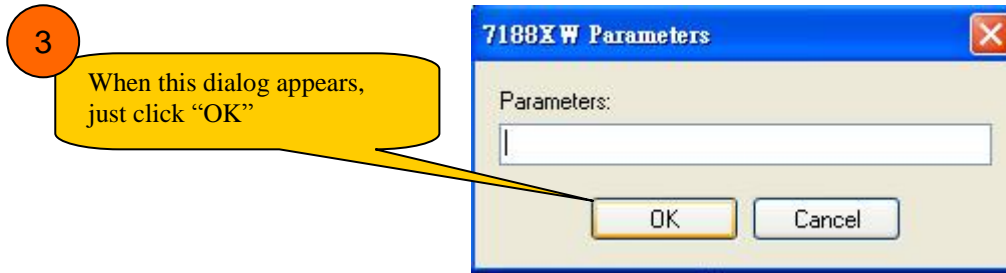 3
When this dialog appears,
just click “OK”
7188XW Parameters
Parameters:
OK Cancel